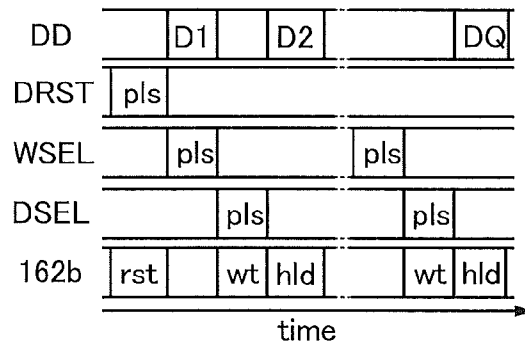 DD D1 D2 DQ
DRST pls
WSEL pls pls
DSEL pls pls
162b rst wt hld wt hld
time